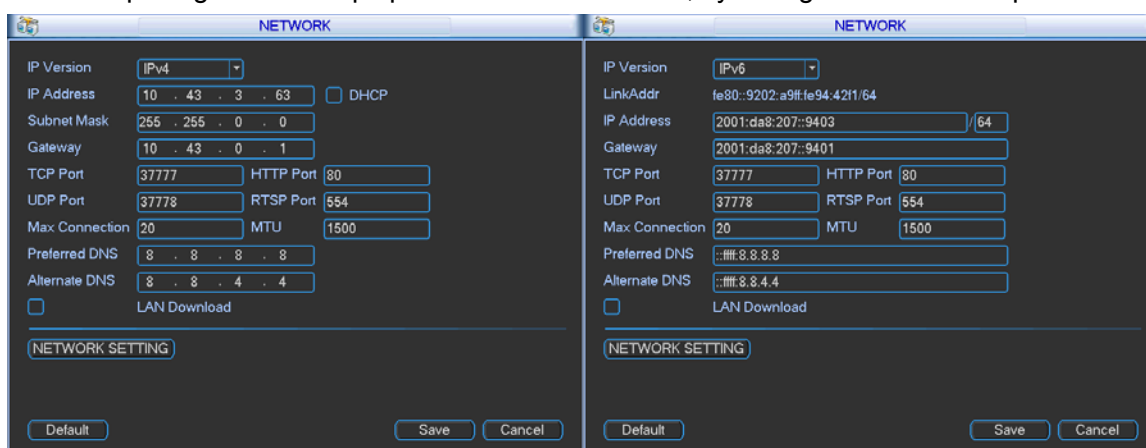 NETWORK
IP Version IPv4
IP Address 10 . 43 . 3 . 63 DHCP
Subnet Mask 255 . 255 . 0 . 0
Gateway 10 . 43 . 0 . 1
TCP Port 37777 HTTP Port 80
UDP Port 37778 RTSP Port 554
Max Connection 20 MTU 1500
Preferred DNS 8 . 8 . 8 . 8
Alternate DNS 8 . 8 . 4 . 4
LAN Download
NETWORK SETTING
Default Save Cancel
NETWORK
IP Version IPv6
LinkAddr fe80::9202:a9ff:fe94:42f1/64
IP Address 2001:da8:207::9403 / 64
Gateway 2001:da8:207::9401
TCP Port 37777 HTTP Port 80
UDP Port 37778 RTSP Port 554
Max Connection 20 MTU 1500
Preferred DNS ::ffff:8.8.8.8
Alternate DNS ::ffff:8.8.4.4
LAN Download
NETWORK SETTING
Default Save Cancel